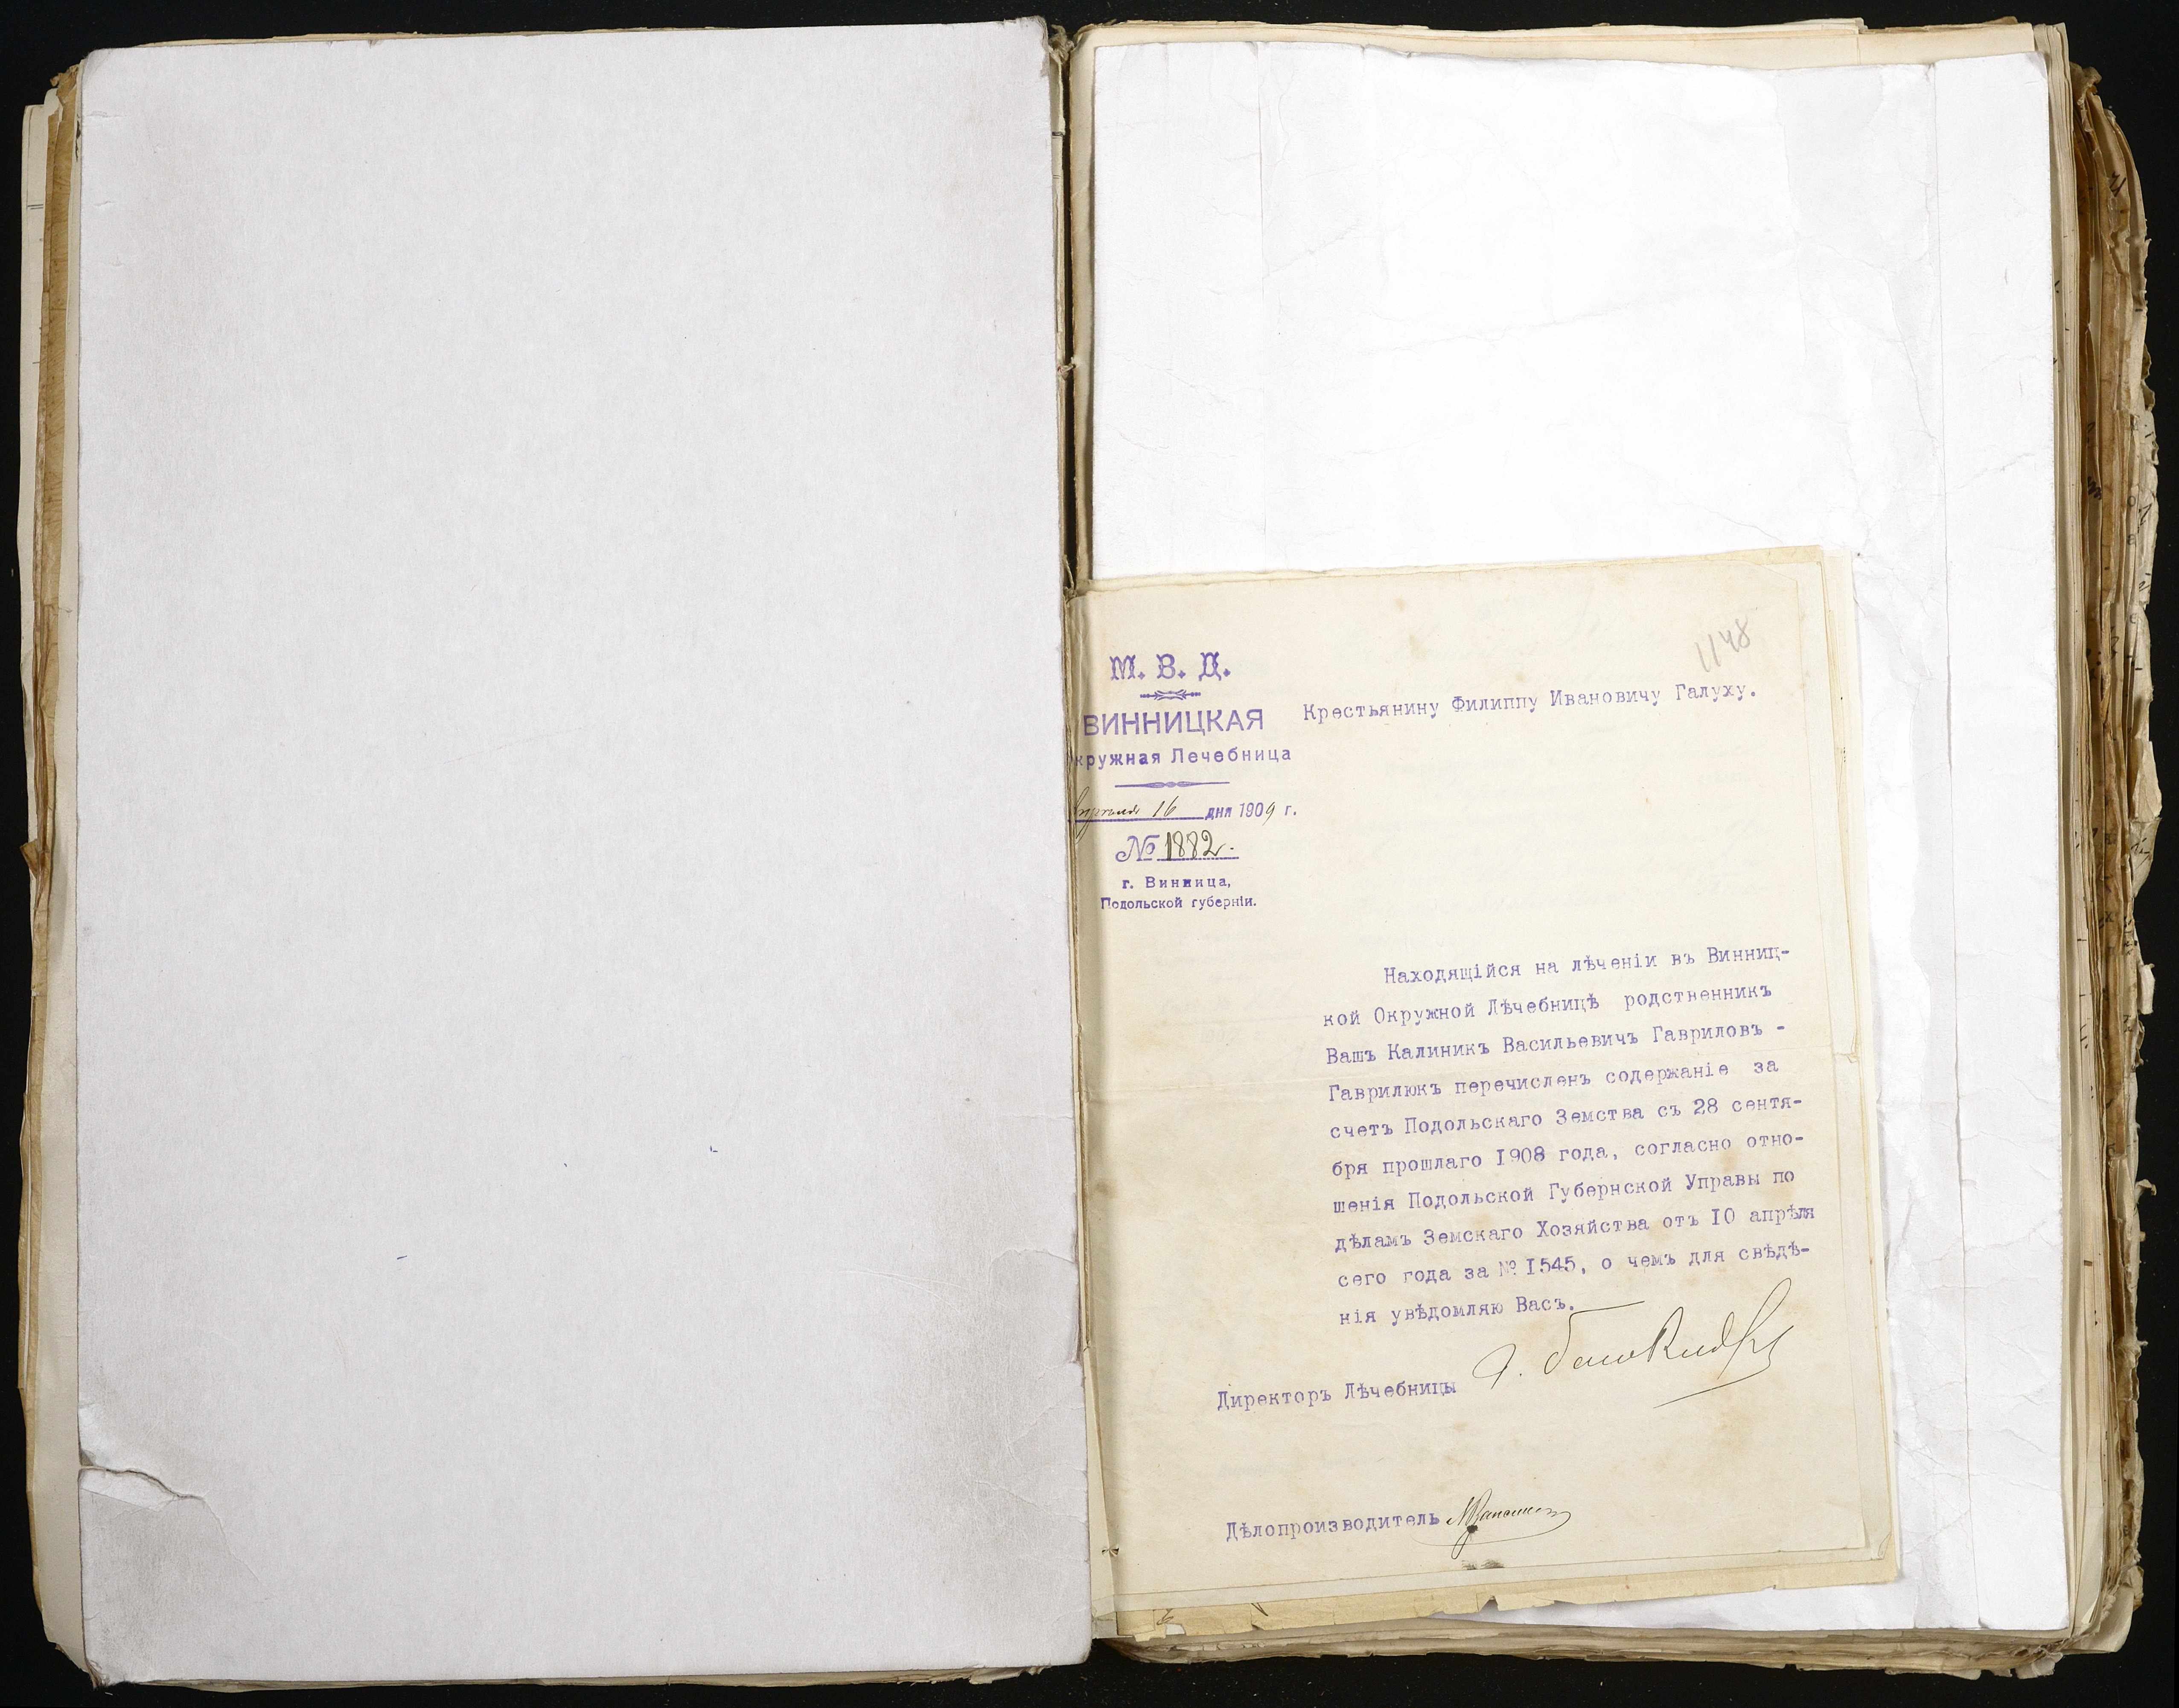 1148
М. В. Д.
ВИННИЦКАЯ
кружная Лечебница
16 дня 1909 г.
№ 1882.
г. Винница,
Подольской губерніи.
Крестьянину Филиппу Ивановичу Галуху.
Находящійся на лѣченіи въ Винниц-
кой Окружной Лѣчебницѣ родственникъ
Вашъ Калиникъ Васильевичъ Гавриловъ -
Гаврилюкъ перечисленъ содержаніе за
счетъ Подольскаго Земства съ 28 сентя-
бря прошлаго 1908 года, согласно отно-
шенія Подольской Губернской Управы по
дѣламъ Земскаго Хозяйства отъ 10 апрѣля
сего года за № 1545, о чемъ для свѣдѣ-
нія увѣдомляю Васъ.
Директоръ Лѣчебницы
Дѣлопроизводитель